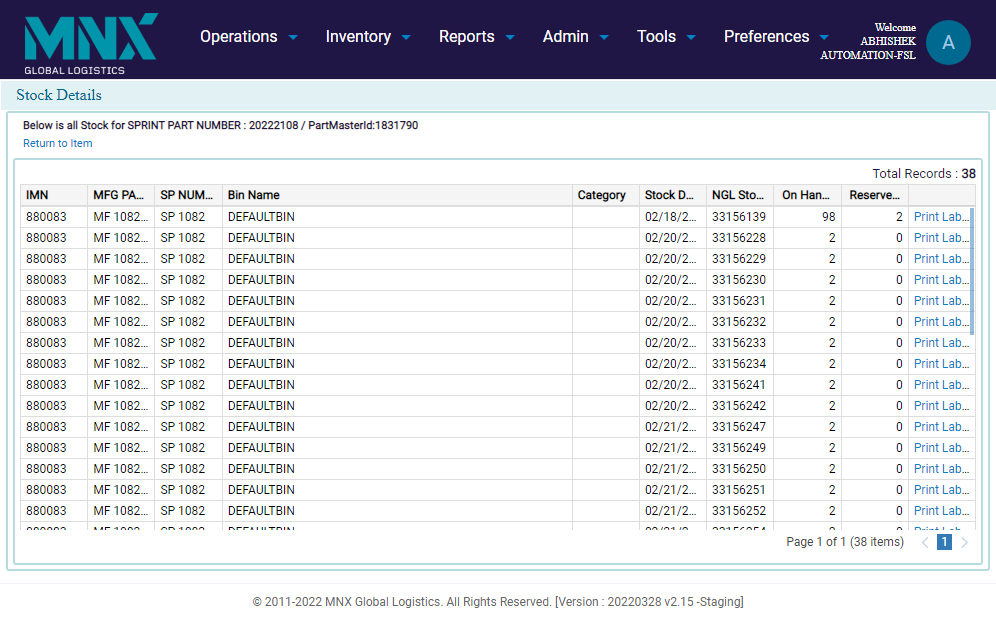 MNX
GLOBAL LOGISTICS
Operations Inventory Reports Admin Tools Preferences
Welcome
ABHISHEK
AUTOMATION-FSL
A
Stock Details
Below is all Stock for SPRINT PART NUMBER : 20222108 / PartMasterId:1831790
Return to Item
Total Records : 38
IMN MFG PA... SP NUM... Bin Name Category Stock D... NGL Sto... On Han... Reserve...
880083 MF 1082... SP 1082 DEFAULTBIN 02/18/2... 33156139 98 2 Print Lab...
880083 MF 1082... SP 1082 DEFAULTBIN 02/20/2... 33156228 2 0 Print Lab...
880083 MF 1082... SP 1082 DEFAULTBIN 02/20/2... 33156229 2 0 Print Lab...
880083 MF 1082... SP 1082 DEFAULTBIN 02/20/2... 33156230 2 0 Print Lab...
880083 MF 1082... SP 1082 DEFAULTBIN 02/20/2... 33156231 2 0 Print Lab...
880083 MF 1082... SP 1082 DEFAULTBIN 02/20/2... 33156232 2 0 Print Lab...
880083 MF 1082... SP 1082 DEFAULTBIN 02/20/2... 33156233 2 0 Print Lab...
880083 MF 1082... SP 1082 DEFAULTBIN 02/20/2... 33156234 2 0 Print Lab...
880083 MF 1082... SP 1082 DEFAULTBIN 02/20/2... 33156241 2 0 Print Lab...
880083 MF 1082... SP 1082 DEFAULTBIN 02/20/2... 33156242 2 0 Print Lab...
880083 MF 1082... SP 1082 DEFAULTBIN 02/21/2... 33156247 2 0 Print Lab...
880083 MF 1082... SP 1082 DEFAULTBIN 02/21/2... 33156249 2 0 Print Lab...
880083 MF 1082... SP 1082 DEFAULTBIN 02/21/2... 33156250 2 0 Print Lab...
880083 MF 1082... SP 1082 DEFAULTBIN 02/21/2... 33156251 2 0 Print Lab...
880083 MF 1082... SP 1082 DEFAULTBIN 02/21/2... 33156252 2 0 Print Lab...
Page 1 of 1 (38 items) 1
© 2011-2022 MNX Global Logistics. All Rights Reserved. [Version : 20220328 v2.15 -Staging]